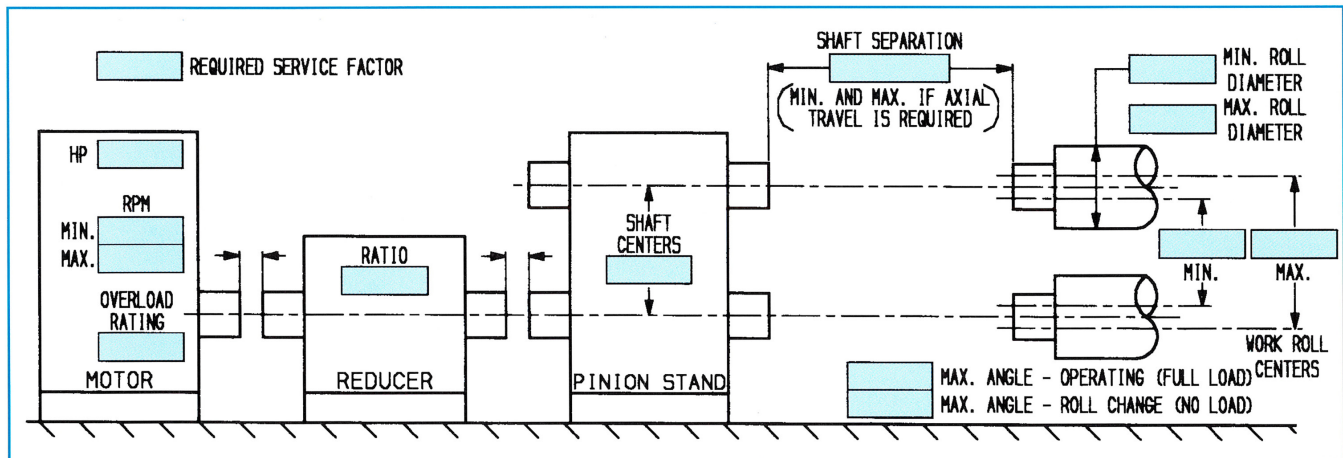 REQUIRED SERVICE FACTOR
SHAFT SEPARATION
(MIN. AND MAX. IF AXIAL
TRAVEL IS REQUIRED)
MIN. ROLL
DIAMETER
MAX. ROLL
DIAMETER
HP
RPM
MIN.
MAX.
OVERLOAD
RATING
MOTOR
RATIO
REDUCER
SHAFT
CENTERS
PINION STAND
MIN.
MAX.
WORK ROLL
CENTERS
MAX. ANGLE - OPERATING (FULL LOAD)
MAX. ANGLE - ROLL CHANGE (NO LOAD)